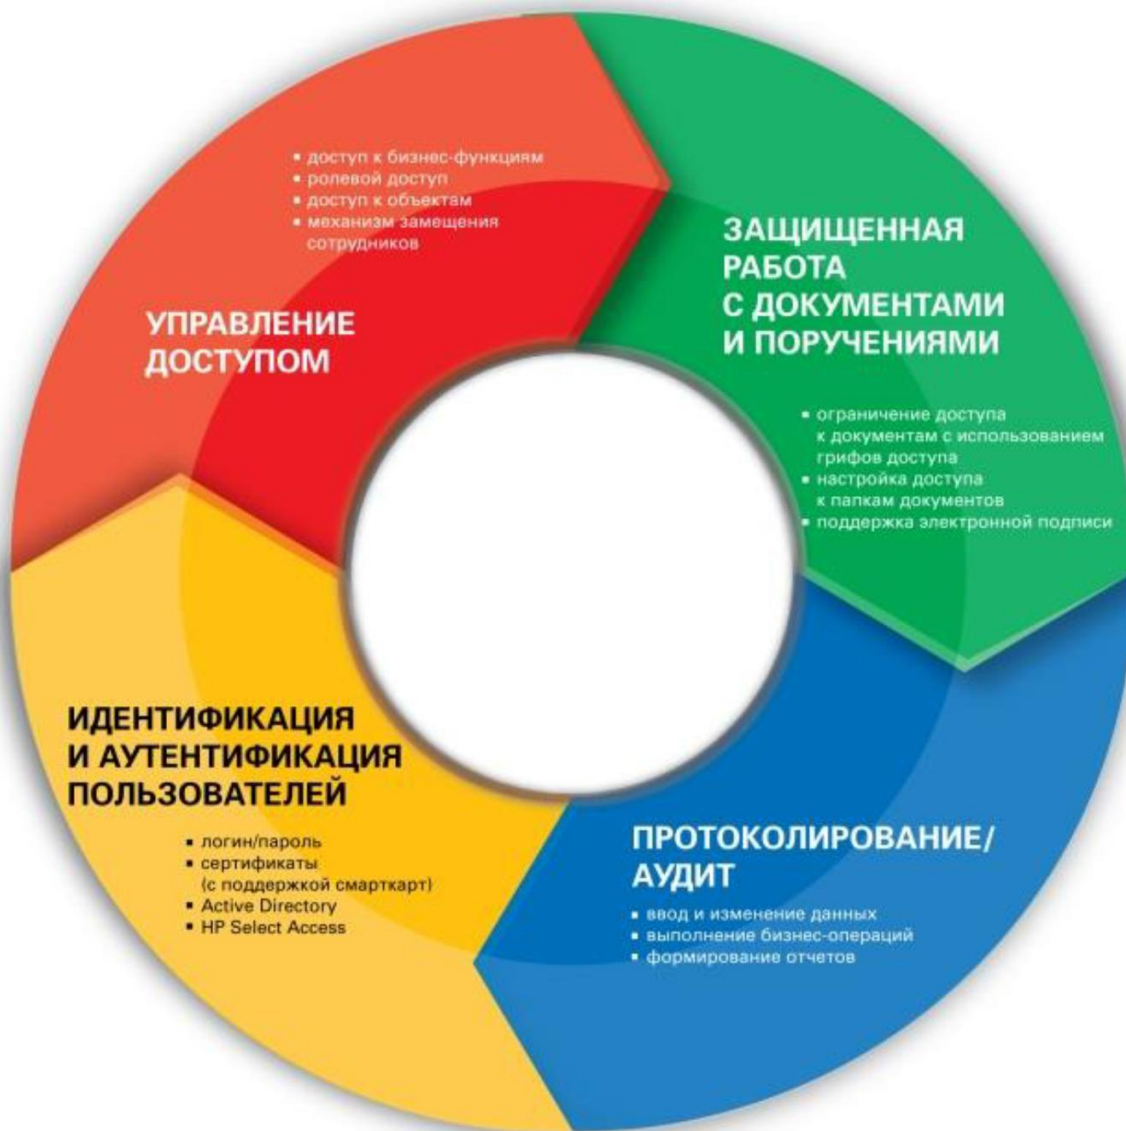 доступ к бизнес-функциям
ролевой доступ
доступ к объектам
механизм замещения
сотрудников
УПРАВЛЕНИЕ
ДОСТУПОМ
ЗАЩИЩЕННАЯ
РАБОТА
С ДОКУМЕНТАМИ
И ПОРУЧЕНИЯМИ
ограничение доступа
к документам с использованием
грифов доступа
настройка доступа
к папкам документов
поддержка электронной подписи
ИДЕНТИФИКАЦИЯ
И АУТЕНТИФИКАЦИЯ
ПОЛЬЗОВАТЕЛЕЙ
логин/пароль
сертификаты
(с поддержкой смарткарт)
Active Directory
HP Select Access
ПРОТОКОЛИРОВАНИЕ/
АУДИТ
ввод и изменение данных
выполнение бизнес-операций
формирование отчетов